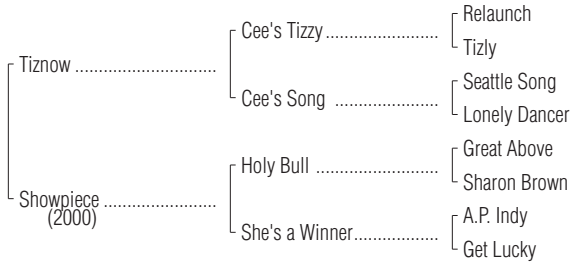 Relaunch
Cee's Tizzy........................
Tizly
Tiznow ..............................
Seattle Song
Cee's Song ......................
Lonely Dancer
Great Above
Holy Bull ..........................
Sharon Brown
Showpiece ........................
(2000)
A.P. Indy
She's a Winner..................
Get Lucky